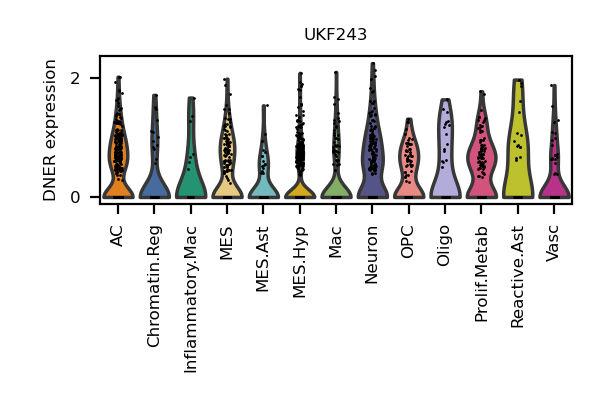 UKF243
DNER expression
2
0
AC
Chromatin.Reg
Inflammatory.Mac
MES
MES.Ast
MES.Hyp
Mac
Neuron
OPC
Oligo
Prolif.Metab
Reactive.Ast
Vasc